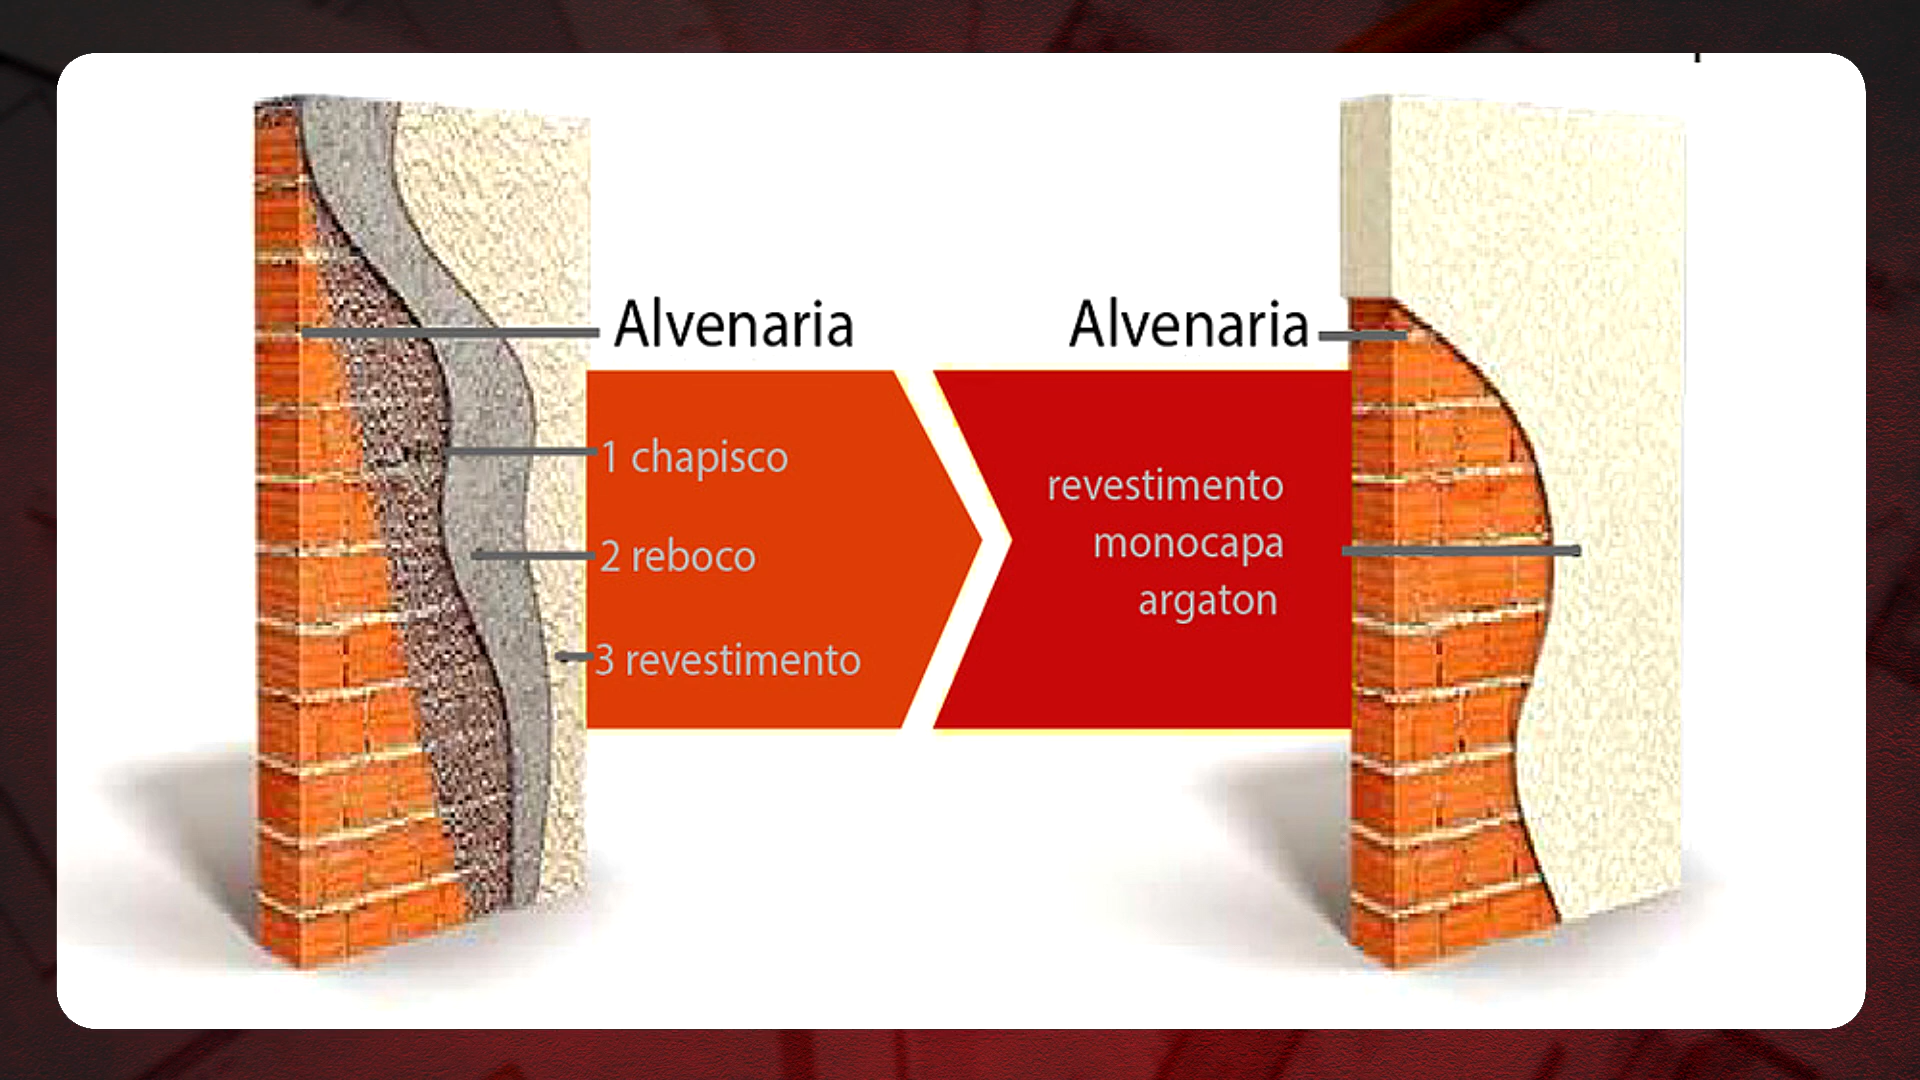 Alvenaria
1 chapisco
2 reboco
3 revestimento
Alvenaria
revestimento
monocapa
argaton